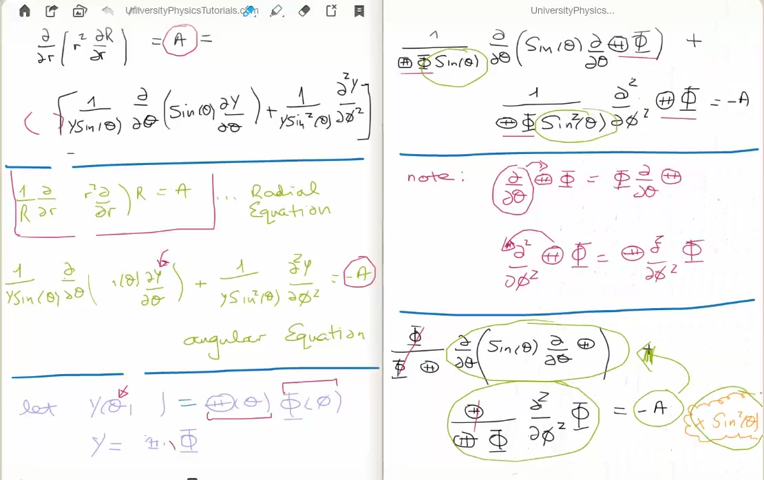 UniversityPhysicsTutorials.com
∂/∂r ( r² ∂R/∂r ) = A =
( ) [ 1/(Y Sin(θ)) ∂/∂θ ( Sin(θ) ∂Y/∂θ ) + 1/(Y Sin²(θ)) ∂²Y/∂ϕ² ]
1/R ∂/∂r r² ∂/∂r ) R = A ... Radial
Equation
1/(Y Sin(θ)) ∂/∂θ ( (θ) ∂Y/∂θ ) + 1/(Y Sin²(θ)) ∂²Y/∂ϕ² = -A
angular Equation
let Y(θ, ) = Θ(θ) Φ(ϕ)
Y = Φ
UniversityPhysics...
1/(Θ Φ Sin(θ)) ∂/∂θ ( Sin(θ) ∂/∂θ Θ Φ ) +
1/(Θ Φ Sin²(θ)) ∂²/∂ϕ² Θ Φ = -A
note: ∂/∂θ Θ Φ = Φ ∂/∂θ Θ
∂²/∂ϕ² Θ Φ = Θ ∂²/∂ϕ² Φ
Φ/(Φ Θ) ∂/∂θ ( Sin(θ) ∂/∂θ Θ ) +
Θ/(Θ Φ) ∂²/∂ϕ² Φ = -A × Sin²(θ)